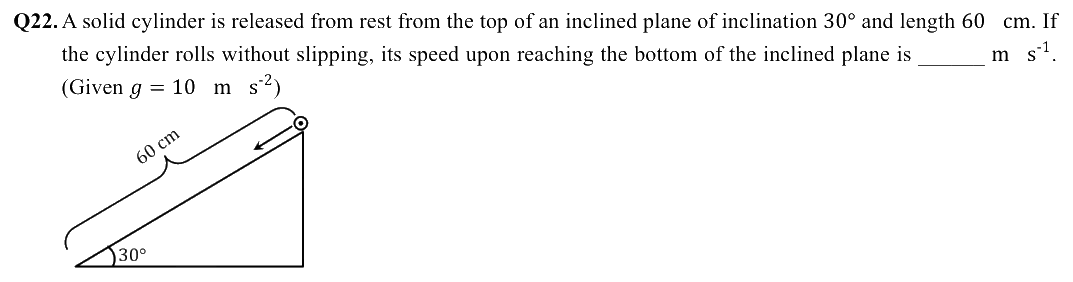 Q22. A solid cylinder is released from rest from the top of an inclined plane of inclination 30° and length 60 cm. If
the cylinder rolls without slipping, its speed upon reaching the bottom of the inclined plane is ______ m s⁻¹.
(Given g = 10 m s⁻²)
60 cm
30°